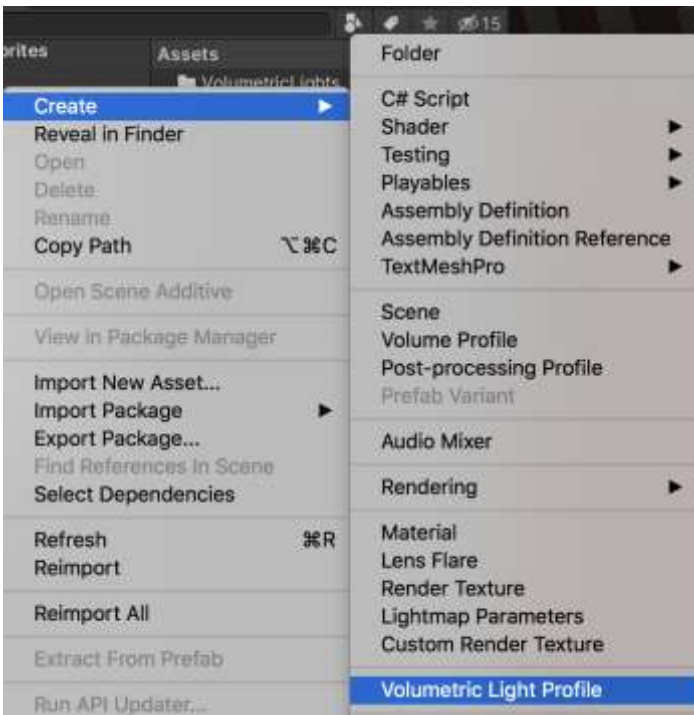 15
Assets
VolumetricLights
Create
Reveal in Finder
Open
Delete
Rename
Copy Path ⌥⌘C
Open Scene Additive
View in Package Manager
Import New Asset...
Import Package
Export Package...
Find References In Scene
Select Dependencies
Refresh ⌘R
Reimport
Reimport All
Extract From Prefab
Run API Updater...
Folder
C# Script
Shader
Testing
Playables
Assembly Definition
Assembly Definition Reference
TextMeshPro
Scene
Volume Profile
Post-processing Profile
Prefab Variant
Audio Mixer
Rendering
Material
Lens Flare
Render Texture
Lightmap Parameters
Custom Render Texture
Volumetric Light Profile